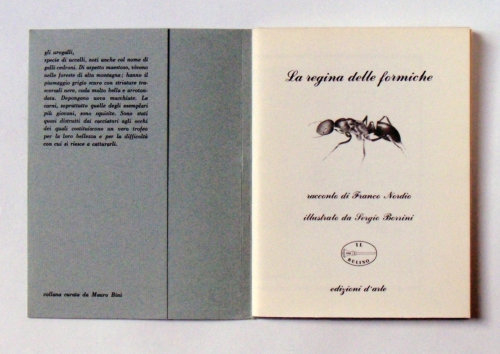 gli urogalli,
specie di uccelli, noti anche col nome di
galli cedroni. Di aspetto maestoso, vivono
nelle foreste di alta montagna: hanno il
piumaggio grigio scuro con striature tra-
sversali nere, coda molto bella e arroton-
data. Depongono uova macchiate. Le
carni, soprattutto quelle degli esemplari
più giovani, sono squisite. Sono stati
quasi distrutti dai cacciatori agli occhi
dei quali costituiscono un vero trofeo
per la loro bellezza e per la difficoltà
con cui si riesce a catturarli.
collana curata da Mauro Bini
La regina delle formiche
racconto di Franco Nordio
illustrato da Sergio Borrini
IL
BULINO
edizioni d'arte